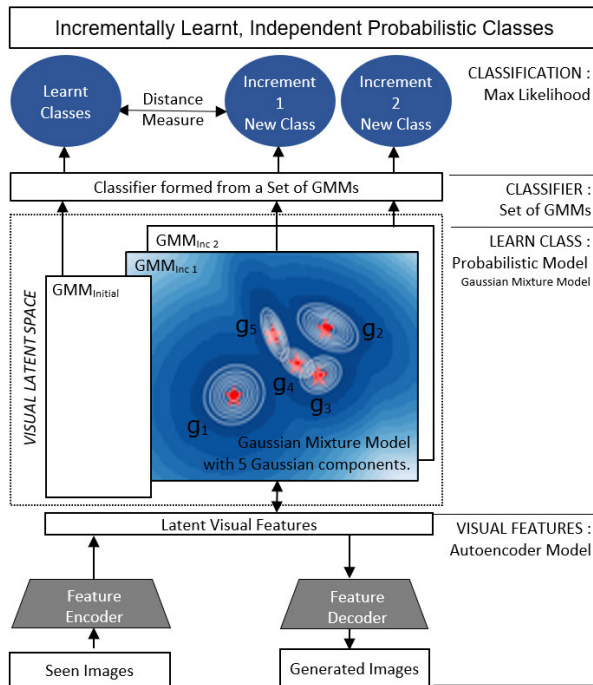 Incrementally Learnt, Independent Probabilistic Classes
Learnt
Classes
Distance
Measure
Increment
1
New Class
Increment
2
New Class
CLASSIFICATION :
Max Likelihood
Classifier formed from a Set of GMMs
CLASSIFIER :
Set of GMMs
VISUAL LATENT SPACE
GMMInitial
GMMInc 1
GMMInc 2
g1
g2
g3
g4
g5
Gaussian Mixture Model
with 5 Gaussian components.
LEARN CLASS :
Probabilistic Model
Gaussian Mixture Model
Latent Visual Features
VISUAL FEATURES :
Autoencoder Model
Feature
Encoder
Feature
Decoder
Seen Images
Generated Images